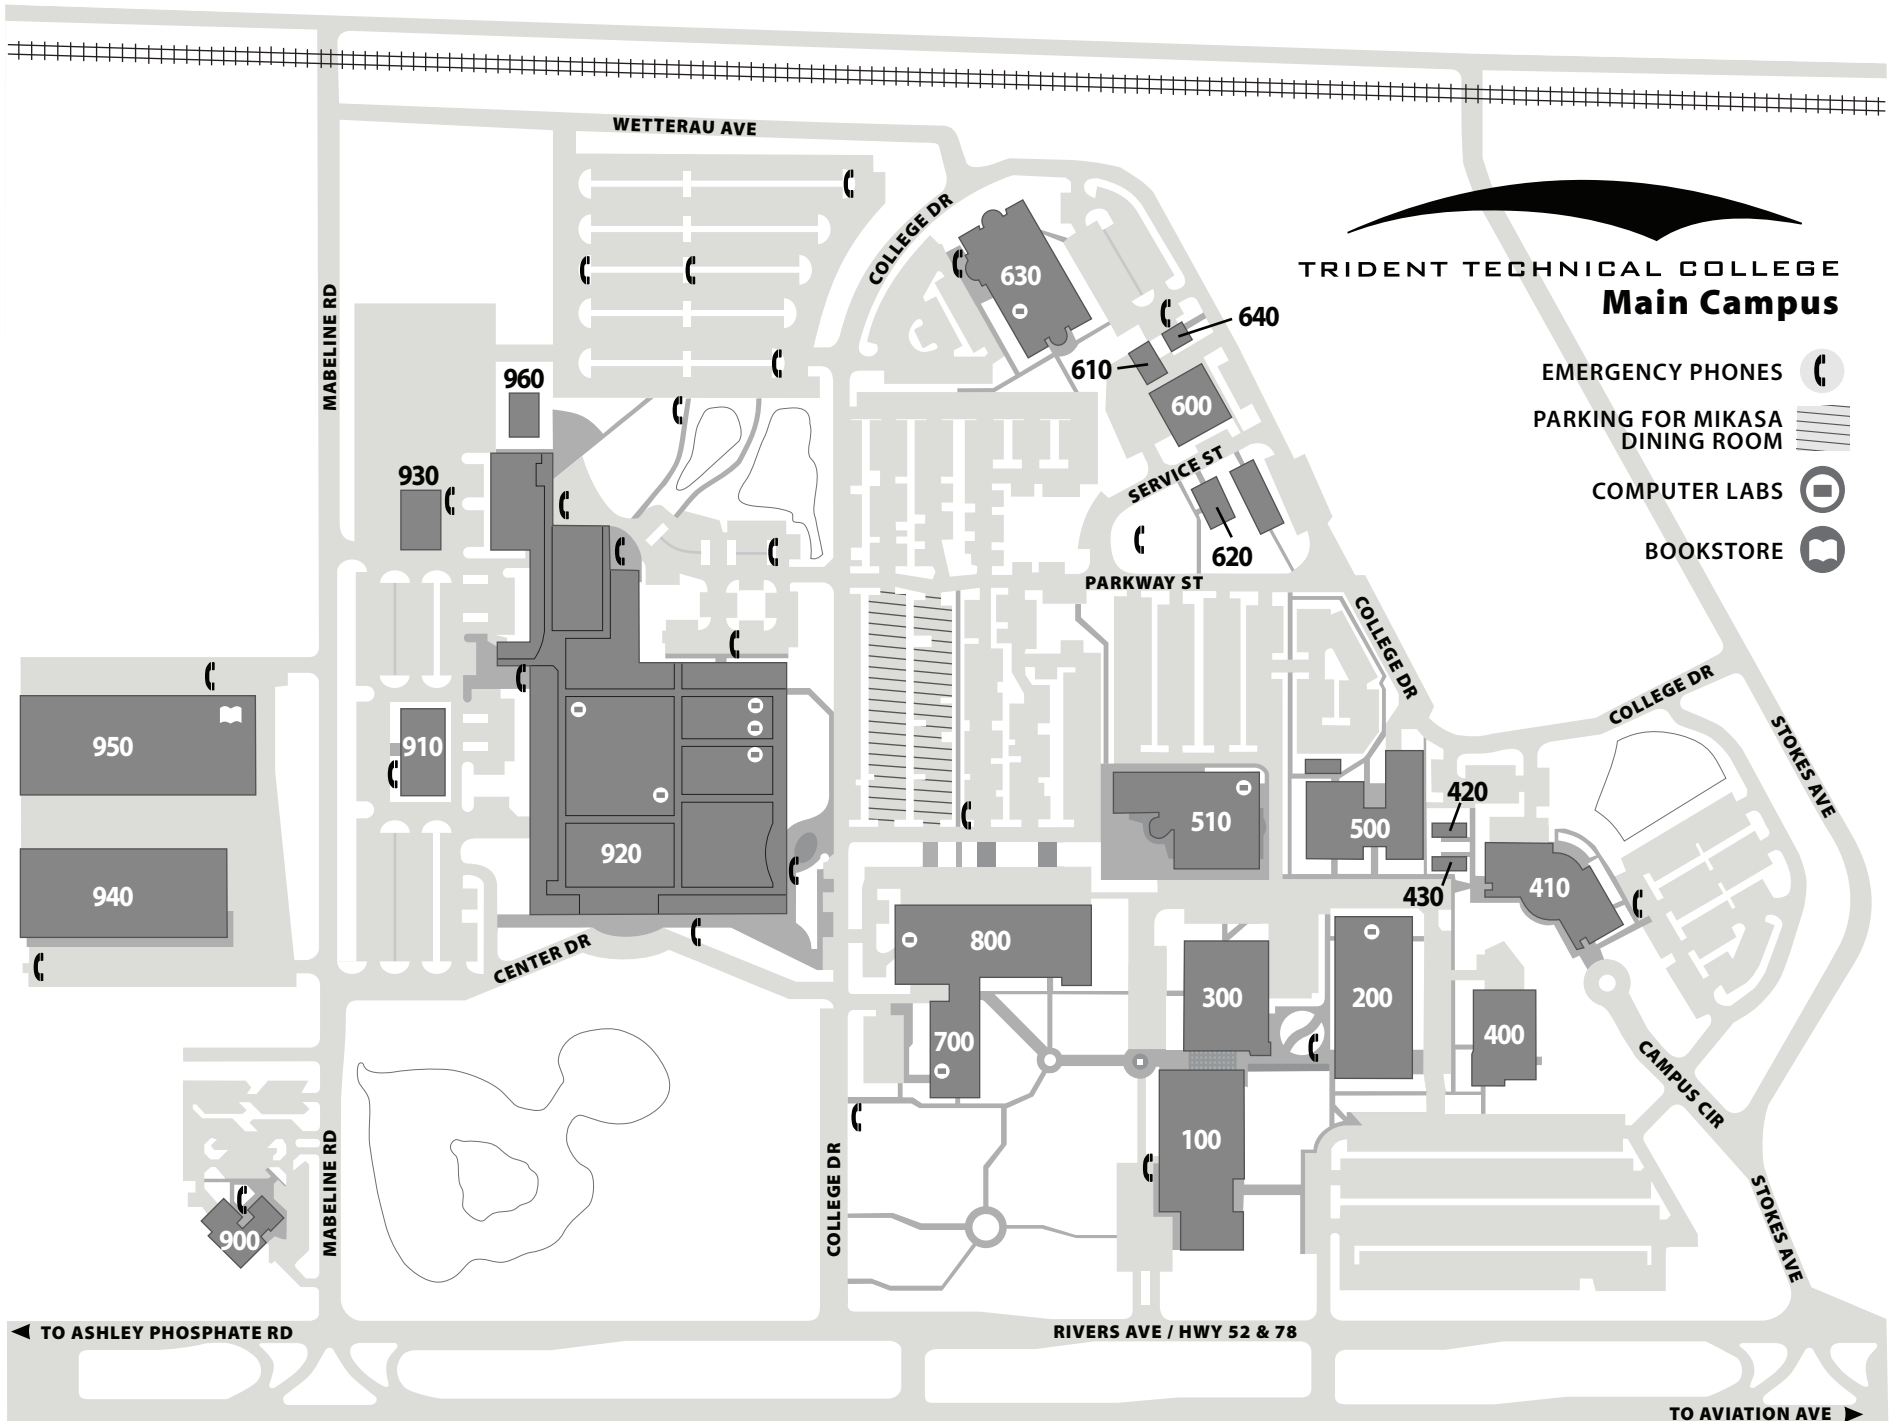 WETTERAU AVE
COLLEGE DR
MABELINE RD
TRIDENT TECHNICAL COLLEGE
Main Campus
EMERGENCY PHONES
PARKING FOR MIKASA
DINING ROOM
COMPUTER LABS
BOOKSTORE
630
640
610
600
960
930
SERVICE ST
620
PARKWAY ST
COLLEGE DR
COLLEGE DR
STOKES AVE
950
910
510
500
420
430
410
920
940
800
CENTER DR
300
200
400
700
CAMPUS CIR
100
900
MABELINE RD
COLLEGE DR
STOKES AVE
TO ASHLEY PHOSPHATE RD
RIVERS AVE / HWY 52 & 78
TO AVIATION AVE